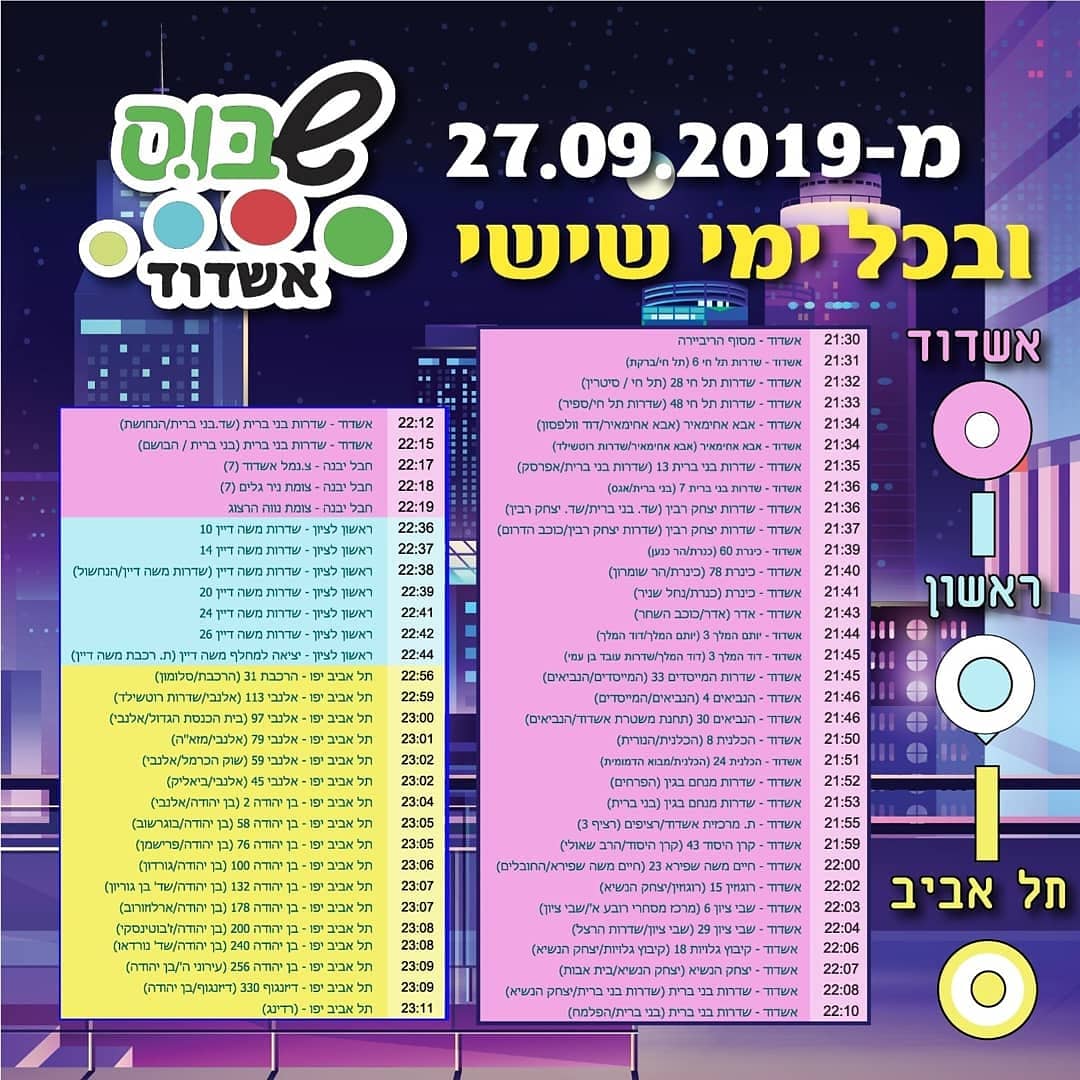 שבוס
אשדוד
מ-27.09.2019
ובכל ימי שישי
אשדוד
ראשון
תל אביב
21:30 אשדוד - מסוף הריביירה
21:31 אשדוד - שדרות תל חי 6 (תל חי/ברקת)
21:32 אשדוד - שדרות תל חי 28 (תל חי / סיטרין)
21:33 אשדוד - שדרות תל חי 48 (שדרות תל חי/ספיר)
21:34 אשדוד - אבא אחימאיר (אבא אחימאיר/דוד וולפסון)
21:34 אשדוד - אבא אחימאיר (אבא אחימאיר/שדרות רוטשילד)
21:35 אשדוד - שדרות בני ברית 13 (שדרות בני ברית/אפרסק)
21:36 אשדוד - שדרות בני ברית 7 (בני ברית/אגס)
21:36 אשדוד - שדרות יצחק רבין (שד. בני ברית/שד. יצחק רבין)
21:37 אשדוד - שדרות יצחק רבין (שדרות יצחק רבין/כוכב הדרום)
21:39 אשדוד - כינרת 60 (כנרת/הר כנען)
21:40 אשדוד - כינרת 78 (כינרת/הר שומרון)
21:41 אשדוד - כינרת (כנרת/נחל שניר)
21:43 אשדוד - אדר (אדר/כוכב השחר)
21:44 אשדוד - יותם המלך 3 (יותם המלך/דוד המלך)
21:45 אשדוד - דוד המלך 3 (דוד המלך/שדרות עובד בן עמי)
21:45 אשדוד - שדרות המייסדים 33 (המייסדים/הנביאים)
21:46 אשדוד - הנביאים 4 (הנביאים/המייסדים)
21:46 אשדוד - הנביאים 30 (תחנת משטרת אשדוד/הנביאים)
21:50 אשדוד - הכלנית 8 (הכלנית/הנורית)
21:51 אשדוד - הכלנית 24 (הכלנית/מבוא הדמומית)
21:52 אשדוד - שדרות מנחם בגין (הפרחים)
21:53 אשדוד - שדרות מנחם בגין (בני ברית)
21:55 אשדוד - ת. מרכזית אשדוד/רציפים (רציף 3)
21:59 אשדוד - קרן היסוד 43 (קרן היסוד/הרב שאולי)
22:00 אשדוד - חיים משה שפירא 23 (חיים משה שפירא/החובלים)
22:02 אשדוד - רוגוזין 15 (רוגוזין/יצחק הנשיא)
22:03 אשדוד - שבי ציון 6 (מרכז מסחרי רובע א'/שבי ציון)
22:04 אשדוד - שבי ציון 29 (שבי ציון/שדרות הרצל)
22:06 אשדוד - קיבוץ גלויות 18 (קיבוץ גלויות/יצחק הנשיא)
22:07 אשדוד - יצחק הנשיא (יצחק הנשיא/בית אבות)
22:08 אשדוד - שדרות בני ברית (שדרות בני ברית/יצחק הנשיא)
22:10 אשדוד - שדרות בני ברית (בני ברית/הפלמח)
22:12 אשדוד - שדרות בני ברית (שד.בני ברית/הנחושת)
22:15 אשדוד - שדרות בני ברית (בני ברית / הבושם)
22:17 חבל יבנה - צ.נמל אשדוד (7)
22:18 חבל יבנה - צומת ניר גלים (7)
22:19 חבל יבנה - צומת נווה הרצוג
22:36 ראשון לציון - שדרות משה דיין 10
22:37 ראשון לציון - שדרות משה דיין 14
22:38 ראשון לציון - שדרות משה דיין (שדרות משה דיין/הנחשול)
22:39 ראשון לציון - שדרות משה דיין 20
22:41 ראשון לציון - שדרות משה דיין 24
22:42 ראשון לציון - שדרות משה דיין 26
22:44 ראשון לציון - יציאה למחלף משה דיין (ת. רכבת משה דיין)
22:56 תל אביב יפו - הרכבת 31 (הרכבת/סלומון)
22:59 תל אביב יפו - אלנבי 113 (אלנבי/שדרות רוטשילד)
23:00 תל אביב יפו - אלנבי 97 (בית הכנסת הגדול/אלנבי)
23:01 תל אביב יפו - אלנבי 79 (אלנבי/מזא"ה)
23:02 תל אביב יפו - אלנבי 59 (שוק הכרמל/אלנבי)
23:02 תל אביב יפו - אלנבי 45 (אלנבי/ביאליק)
23:04 תל אביב יפו - בן יהודה 2 (בן יהודה/אלנבי)
23:05 תל אביב יפו - בן יהודה 58 (בן יהודה/בוגרשוב)
23:05 תל אביב יפו - בן יהודה 76 (בן יהודה/פרישמן)
23:06 תל אביב יפו - בן יהודה 100 (בן יהודה/גורדון)
23:07 תל אביב יפו - בן יהודה 132 (בן יהודה/שד' בן גוריון)
23:07 תל אביב יפו - בן יהודה 178 (בן יהודה/ארלוזורוב)
23:08 תל אביב יפו - בן יהודה 200 (בן יהודה/ז'בוטינסקי)
23:08 תל אביב יפו - בן יהודה 240 (בן יהודה/שד' נורדאו)
23:09 תל אביב יפו - בן יהודה 256 (עירוני ה'/בן יהודה)
23:09 תל אביב יפו - דיזנגוף 330 (דיזנגוף/בן יהודה)
23:11 תל אביב יפו - (רדינג)